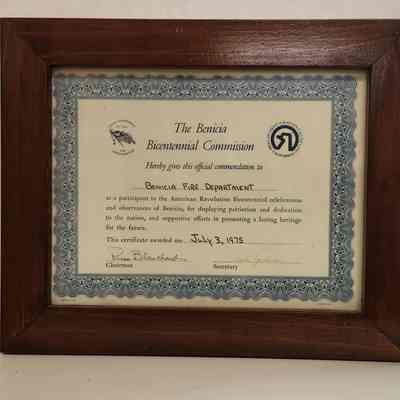 The Benicia
Bicentennial Commission
Hereby gives this official commendation to
BENICIA FIRE DEPARTMENT
as a participant in the American Revolution Bicentennial celebrations
and observances of Benicia, for displaying patriotism and dedication
to the nation, and supportive efforts in promoting a lasting heritage
for the future.
This certificate awarded on: July 3, 1975
Blanchard
Chairman Secretary